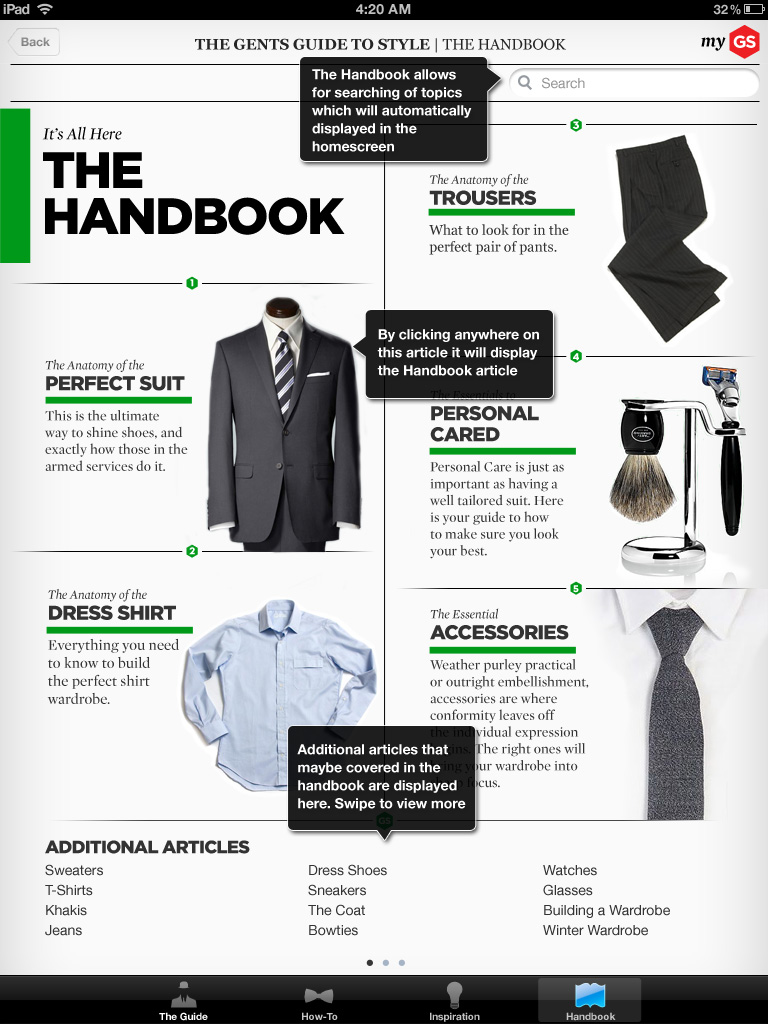 iPad
4:20 AM
32%
Back
THE GENTS GUIDE TO STYLE | THE HANDBOOK
my GS
The Handbook allows
for searching of topics
which will automatically
displayed in the
homescreen
Search
It's All Here
THE
HANDBOOK
1
The Anatomy of the
PERFECT SUIT
This is the ultimate
way to shine shoes, and
exactly how those in the
armed services do it.
By clicking anywhere on
this article it will display
the Handbook article
2
The Anatomy of the
DRESS SHIRT
Everything you need
to know to build
the perfect shirt
wardrobe.
3
The Anatomy of the
TROUSERS
What to look for in the
perfect pair of pants.
4
The Essentials to
PERSONAL
CARED
Personal Care is just as
important as having a
well tailored suit. Here
is your guide to how
to make sure you look
your best.
5
The Essential
ACCESSORIES
Weather purley practical
or outright embellishment,
accessories are where
conformity leaves off
the individual expression
The right ones will
your wardrobe into
focus.
Additional articles that
maybe covered in the
handbook are displayed
here. Swipe to view more
GS
ADDITIONAL ARTICLES
Sweaters
T-Shirts
Khakis
Jeans
Dress Shoes
Sneakers
The Coat
Bowties
Watches
Glasses
Building a Wardrobe
Winter Wardrobe
The Guide
How-To
Inspiration
Handbook